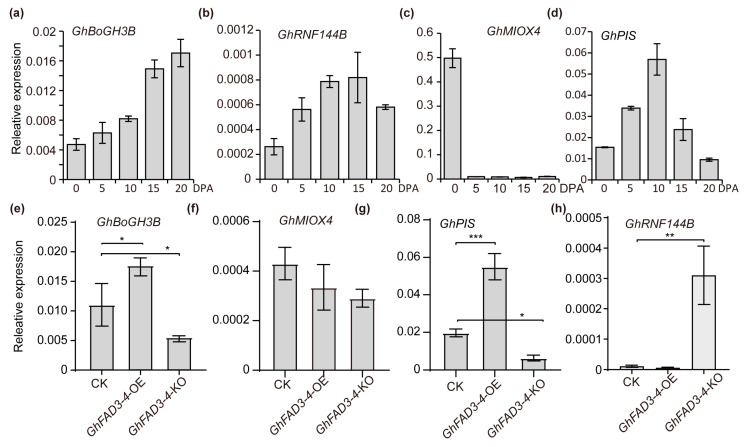 (a) GhBoGH3B
(b) GhRNF144B
(c) GhMIOX4
(d) GhPIS
Releative expression
0.02
0.016
0.012
0.008
0.004
0 5 10 15 20 DPA
0.0012
0.001
0.0008
0.0006
0.0004
0.0002
0
0 5 10 15 20 DPA
0.6
0.5
0.4
0.3
0.2
0.1
0
0 5 10 15 20 DPA
0.07
0.06
0.05
0.04
0.03
0.02
0.01
0
0 5 10 15 20 DPA
(e) GhBoGH3B
(f) GhMIOX4
(g) GhPIS
(h) GhRNF144B
Releative expression
0.025
0.020
0.015
0.010
0.005
0
* *
CK GhFAD3-4-OE GhFAD3-4-KO
0.0006
0.0004
0.0002
0
CK GhFAD3-4-OE GhFAD3-4-KO
0.08
0.06
0.04
0.02
0
*** *
CK GhFAD3-4-OE GhFAD3-4-KO
0.0005
0.0004
0.0003
0.0002
0.0001
0
**
CK GhFAD3-4-OE GhFAD3-4-KO